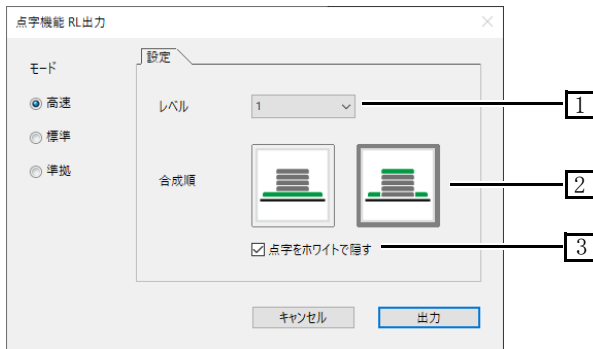 点字機能 RL出力
モード
高速
標準
準拠
設定
レベル
1
合成順
点字をホワイトで隠す
キャンセル
出力
1
2
3